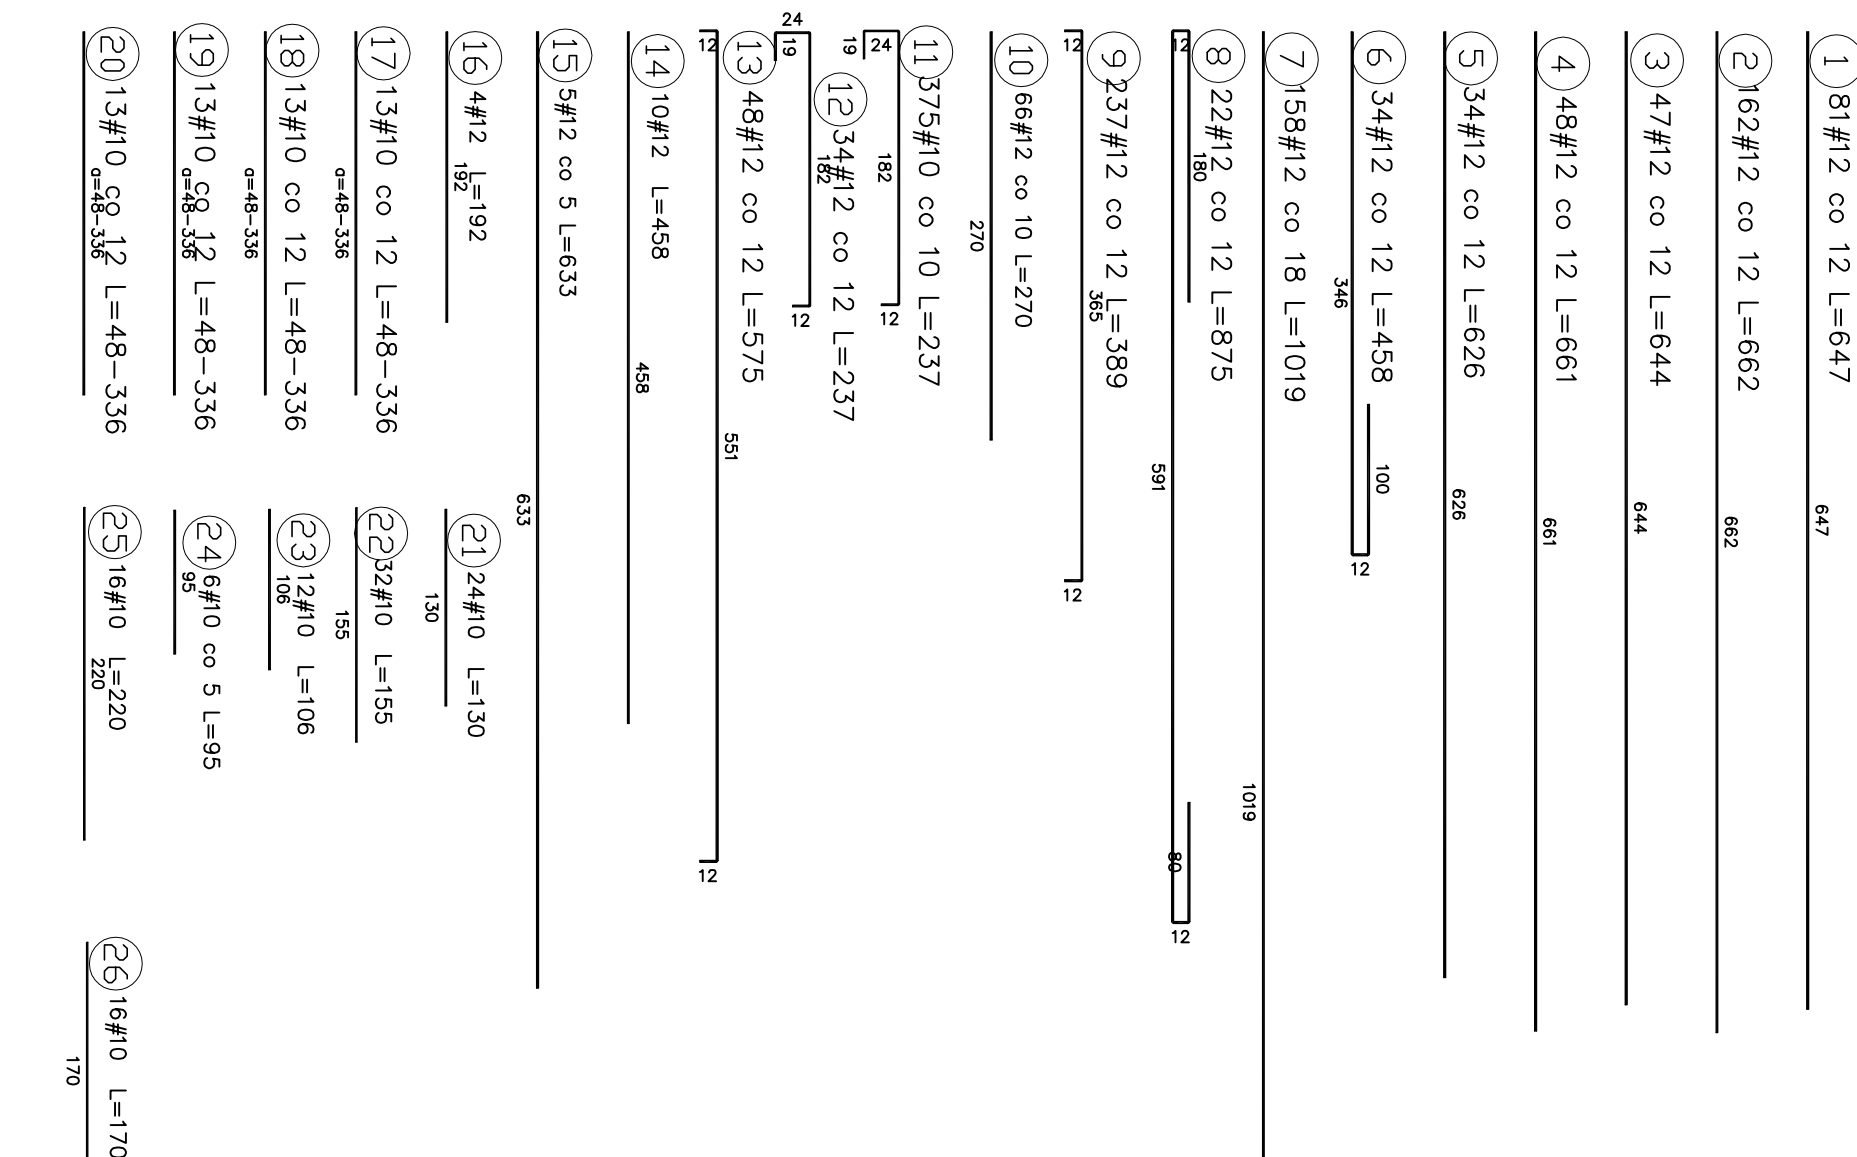 1 81#12 co 12 L=647
647
2 162#12 co 12 L=662
662
3 47#12 co 12 L=644
644
4 48#12 co 12 L=661
661
5 34#12 co 12 L=626
626
6 34#12 co 12 L=458
346
100
12
7 158#12 co 18 L=1019
1019
8 22#12 co 12 L=875
12
180
591
80
12
9 237#12 co 12 L=389
12
365
12
10 66#12 co 10 L=270
270
11 375#10 co 10 L=237
19
24
182
12
12 34#12 co 12 L=237
24
19
182
12
13 48#12 co 12 L=575
12
551
12
14 10#12 L=458
458
15 5#12 co 5 L=633
633
16 4#12 L=192
192
17 13#10 co 12 L=48-336
a=48-336
18 13#10 co 12 L=48-336
a=48-336
19 13#10 co 12 L=48-336
a=48-336
20 13#10 co 12 L=48-336
a=48-336
21 24#10 L=130
130
22 32#10 L=155
155
23 12#10 L=106
106
24 6#10 co 5 L=95
95
25 16#10 L=220
220
26 16#10 L=170
170